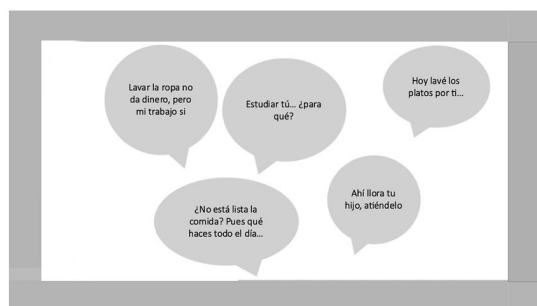 Lavar la ropa no
da dinero, pero
mi trabajo si
Estudiar tú... ¿para
qué?
Hoy lavé los
platos por ti...
¿No está lista la
comida? Pues qué
haces todo el día...
Ahí llora tu
hijo, atiéndelo